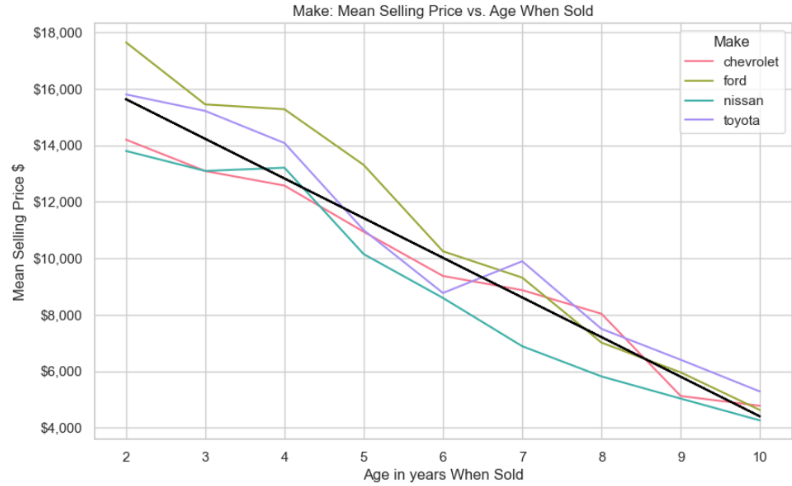 Make: Mean Selling Price vs. Age When Sold
$18,000
$16,000
$14,000
$12,000
$10,000
$8,000
$6,000
$4,000
Mean Selling Price $
Make
chevrolet
ford
nissan
toyota
2 3 4 5 6 7 8 9 10
Age in years When Sold